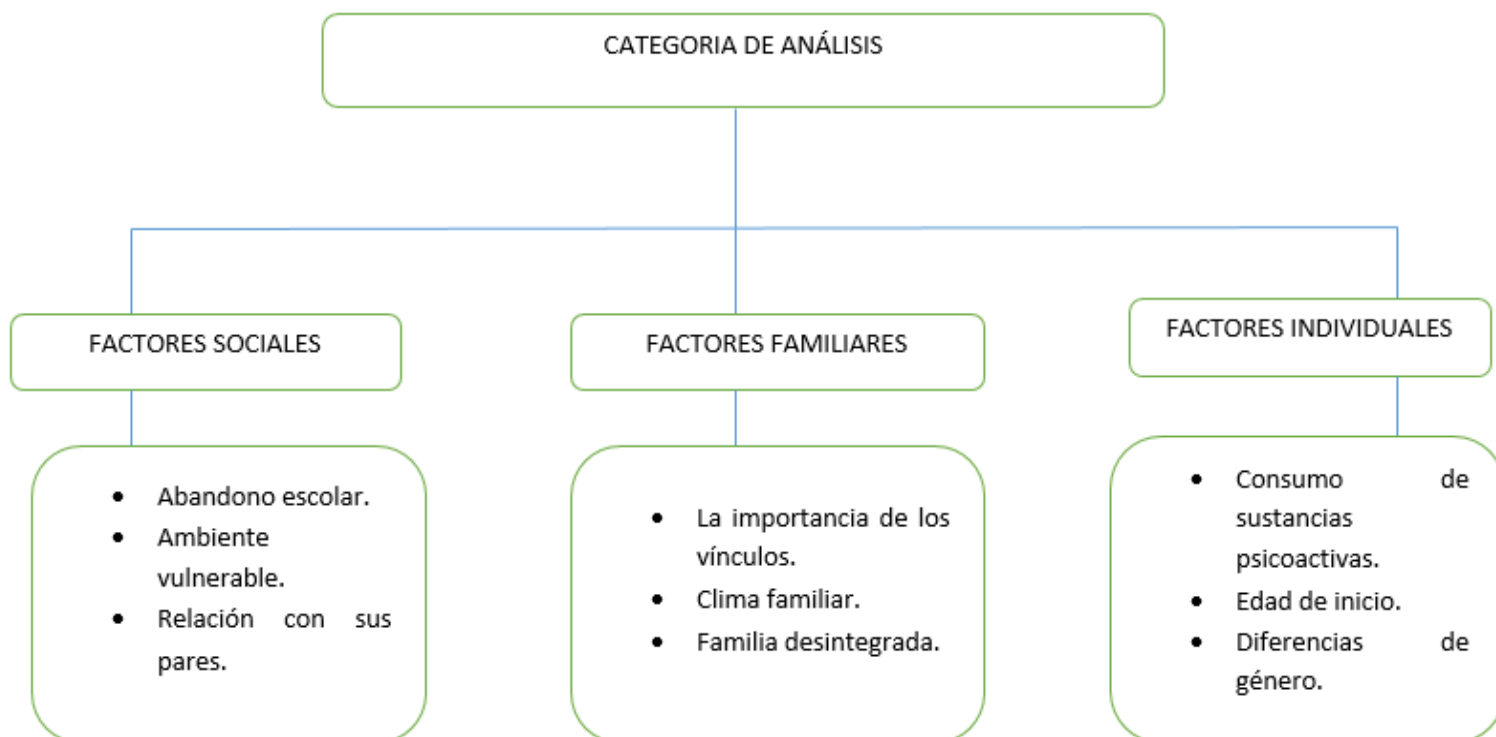 CATEGORIA DE ANÁLISIS
FACTORES SOCIALES
FACTORES FAMILIARES
FACTORES INDIVIDUALES
• Abandono escolar.
• Ambiente
vulnerable.
• Relación con sus
pares.
• La importancia de los
vínculos.
• Clima familiar.
• Familia desintegrada.
• Consumo de
sustancias
psicoactivas.
• Edad de inicio.
• Diferencias de
género.